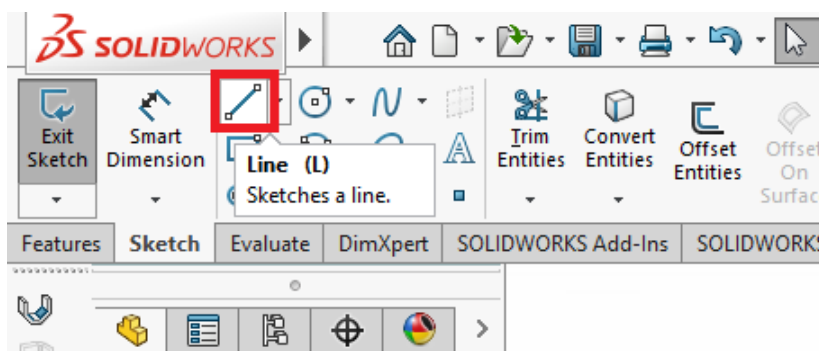 SOLIDWORKS
Exit Sketch
Smart Dimension
Line (L)
Sketches a line.
A
Trim Entities
Convert Entities
Offset Entities
Offset On
Features
Sketch
Evaluate
DimXpert
SOLIDWORKS Add-Ins
SOLIDWORKS